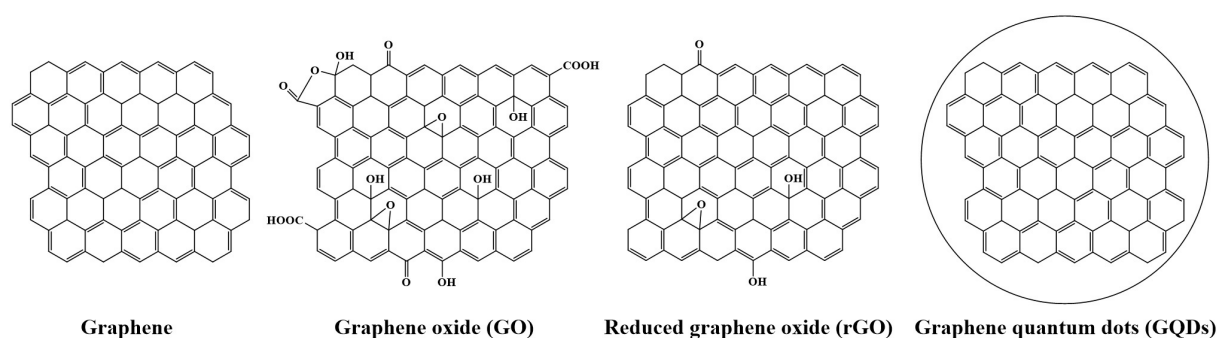 OH
O
O
O
COOH
O
OH
OH
OH
O
HOOC
O
OH
O
O
OH
O
OH
Graphene
Graphene oxide (GO)
Reduced graphene oxide (rGO)
Graphene quantum dots (GQDs)